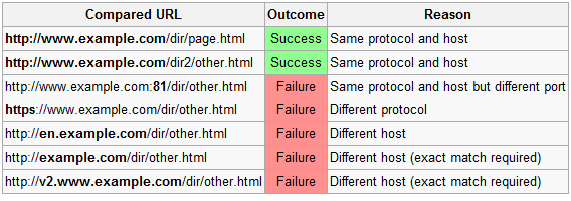 Compared URL Outcome Reason
http://www.example.com/dir/page.html Success Same protocol and host
http://www.example.com/dir2/other.html Success Same protocol and host
http://www.example.com:81/dir/other.html Failure Same protocol and host but different port
https://www.example.com/dir/other.html Failure Different protocol
http://en.example.com/dir/other.html Failure Different host
http://example.com/dir/other.html Failure Different host (exact match required)
http://v2.www.example.com/dir/other.html Failure Different host (exact match required)